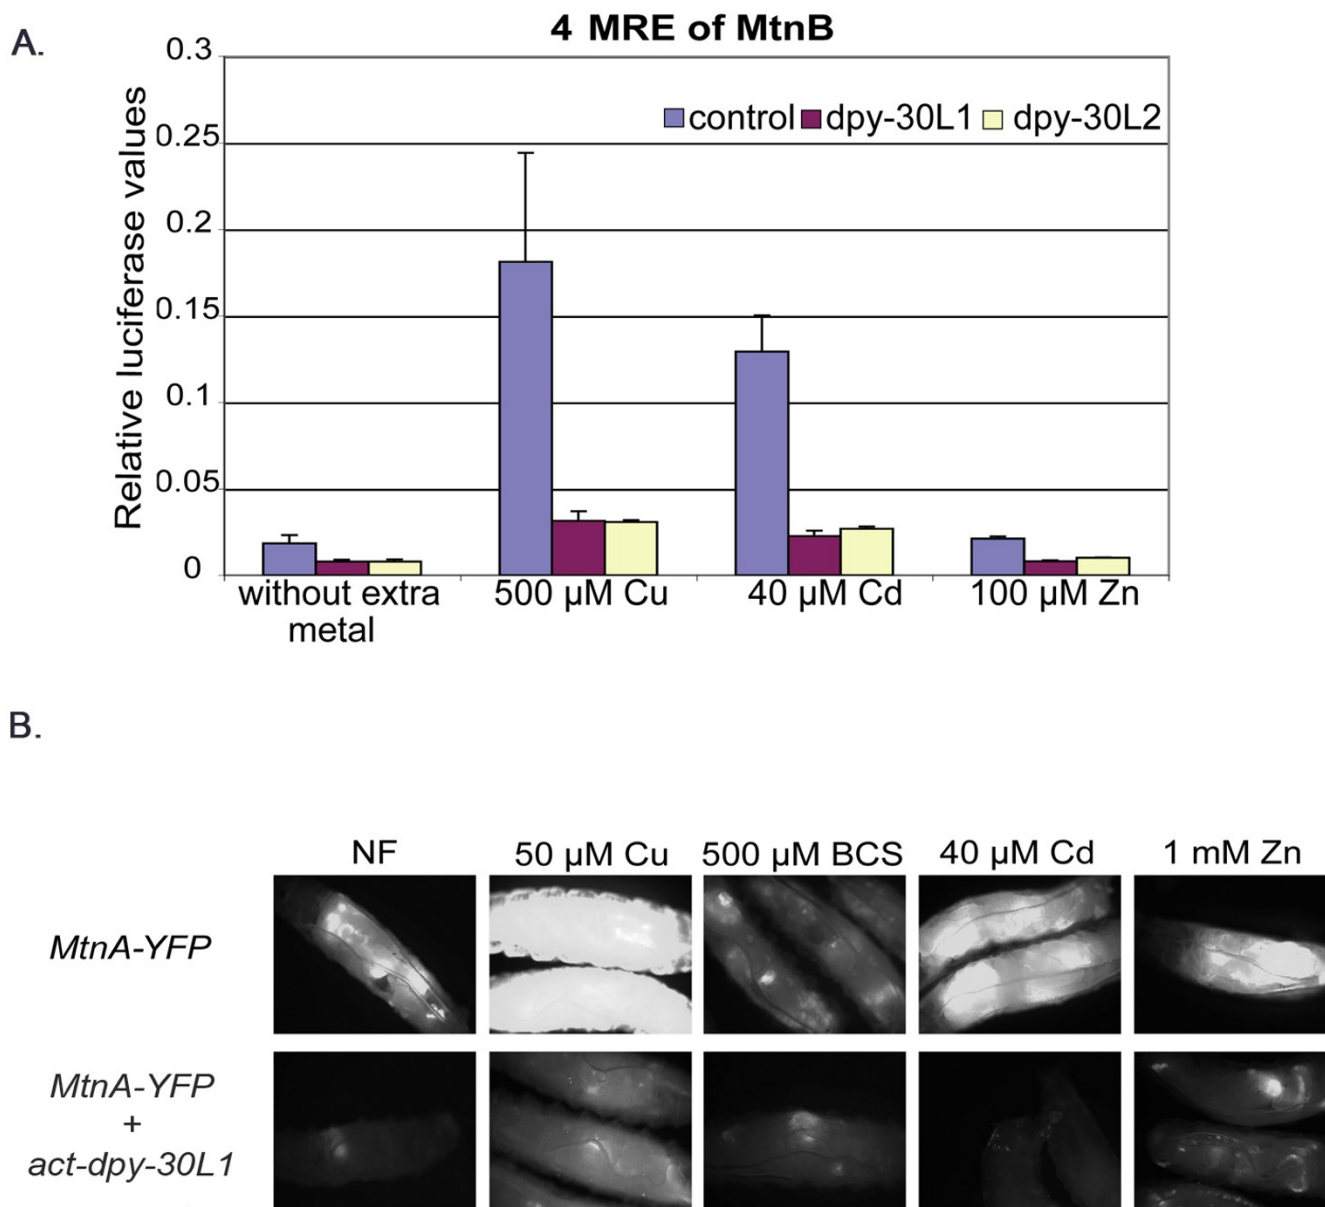 A.
4 MRE of MtnB
0.3
0.25
0.2
0.15
0.1
0.05
0
Relative luciferase values
control dpy-30L1 dpy-30L2
without extra metal
500 µM Cu
40 µM Cd
100 µM Zn
B.
NF 50 µM Cu 500 µM BCS 40 µM Cd 1 mM Zn
MtnA-YFP
MtnA-YFP
+
act-dpy-30L1